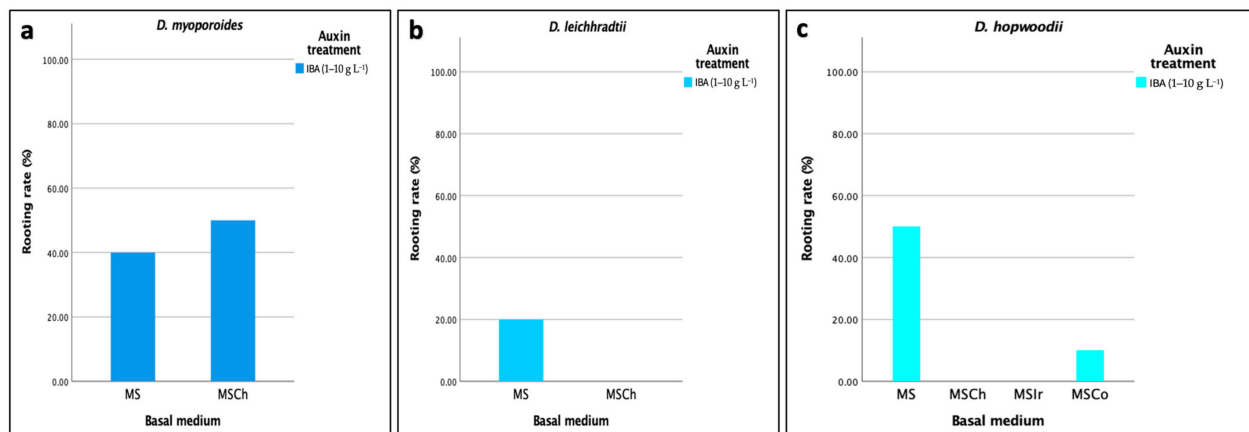 a
D. myoporoides
Auxin
treatment
IBA (1–10 g L⁻¹)
100.00
80.00
60.00
40.00
20.00
0.00
Rooting rate (%)
MS MSCh
Basal medium
b
D. leichhradtii
Auxin
treatment
IBA (1–10 g L⁻¹)
100.00
80.00
60.00
40.00
20.00
0.00
Rooting rate (%)
MS MSCh
Basal medium
c
D. hopwoodii
Auxin
treatment
IBA (1–10 g L⁻¹)
100.00
80.00
60.00
40.00
20.00
0.00
Rooting rate (%)
MS MSCh MSIr MSCo
Basal medium